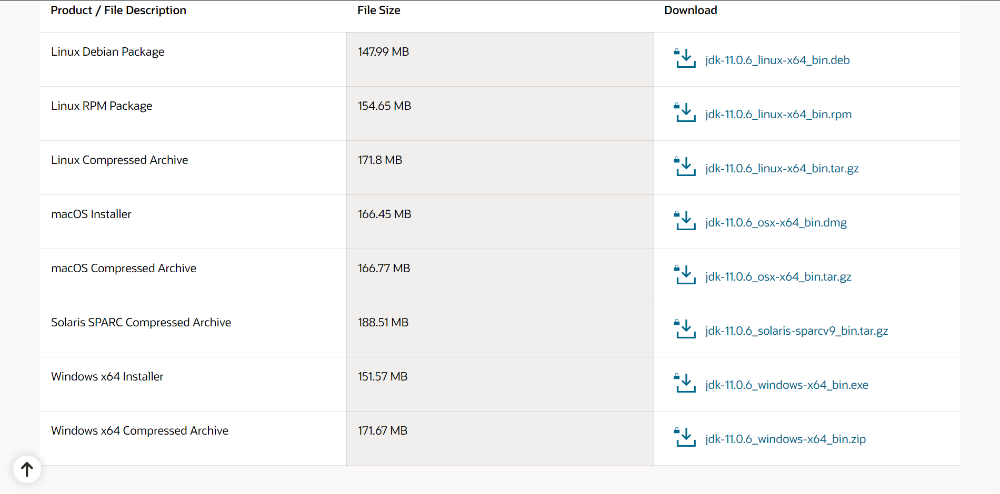 Product / File Description File Size Download
Linux Debian Package 147.99 MB jdk-11.0.6_linux-x64_bin.deb
Linux RPM Package 154.65 MB jdk-11.0.6_linux-x64_bin.rpm
Linux Compressed Archive 171.8 MB jdk-11.0.6_linux-x64_bin.tar.gz
macOS Installer 166.45 MB jdk-11.0.6_osx-x64_bin.dmg
macOS Compressed Archive 166.77 MB jdk-11.0.6_osx-x64_bin.tar.gz
Solaris SPARC Compressed Archive 188.51 MB jdk-11.0.6_solaris-sparcv9_bin.tar.gz
Windows x64 Installer 151.57 MB jdk-11.0.6_windows-x64_bin.exe
Windows x64 Compressed Archive 171.67 MB jdk-11.0.6_windows-x64_bin.zip